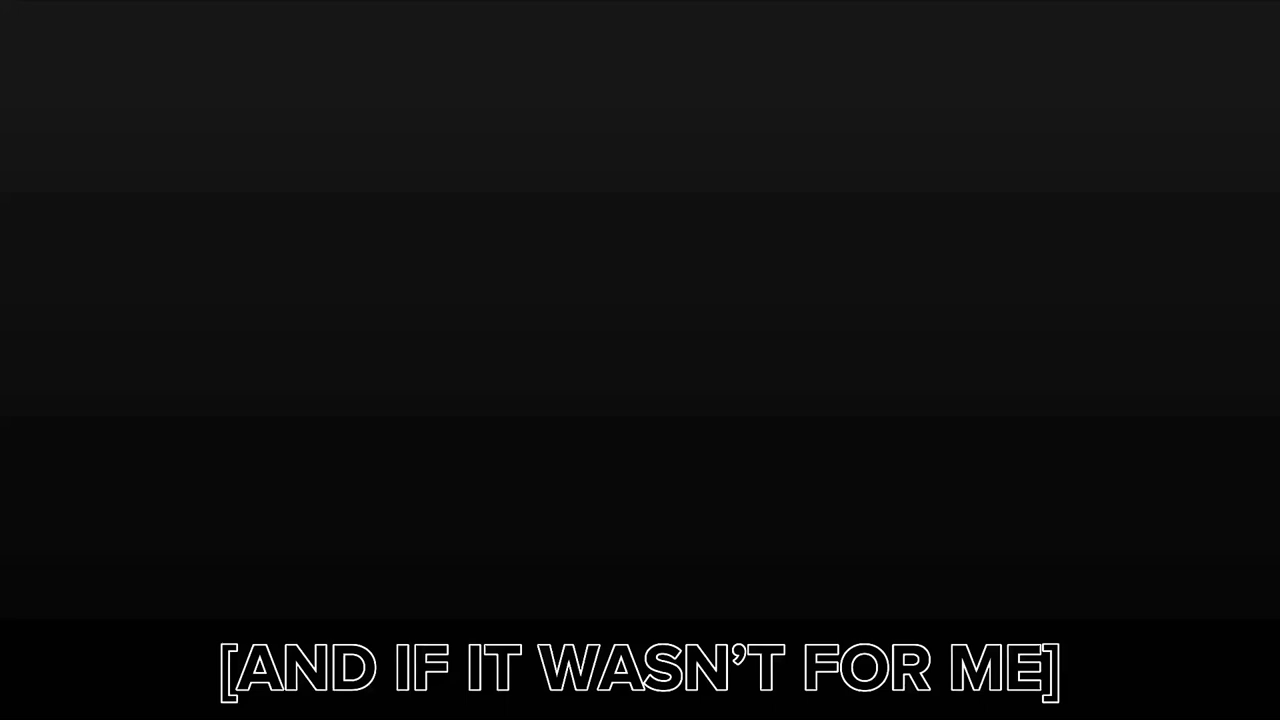 [AND IF IT WASN’T FOR ME]